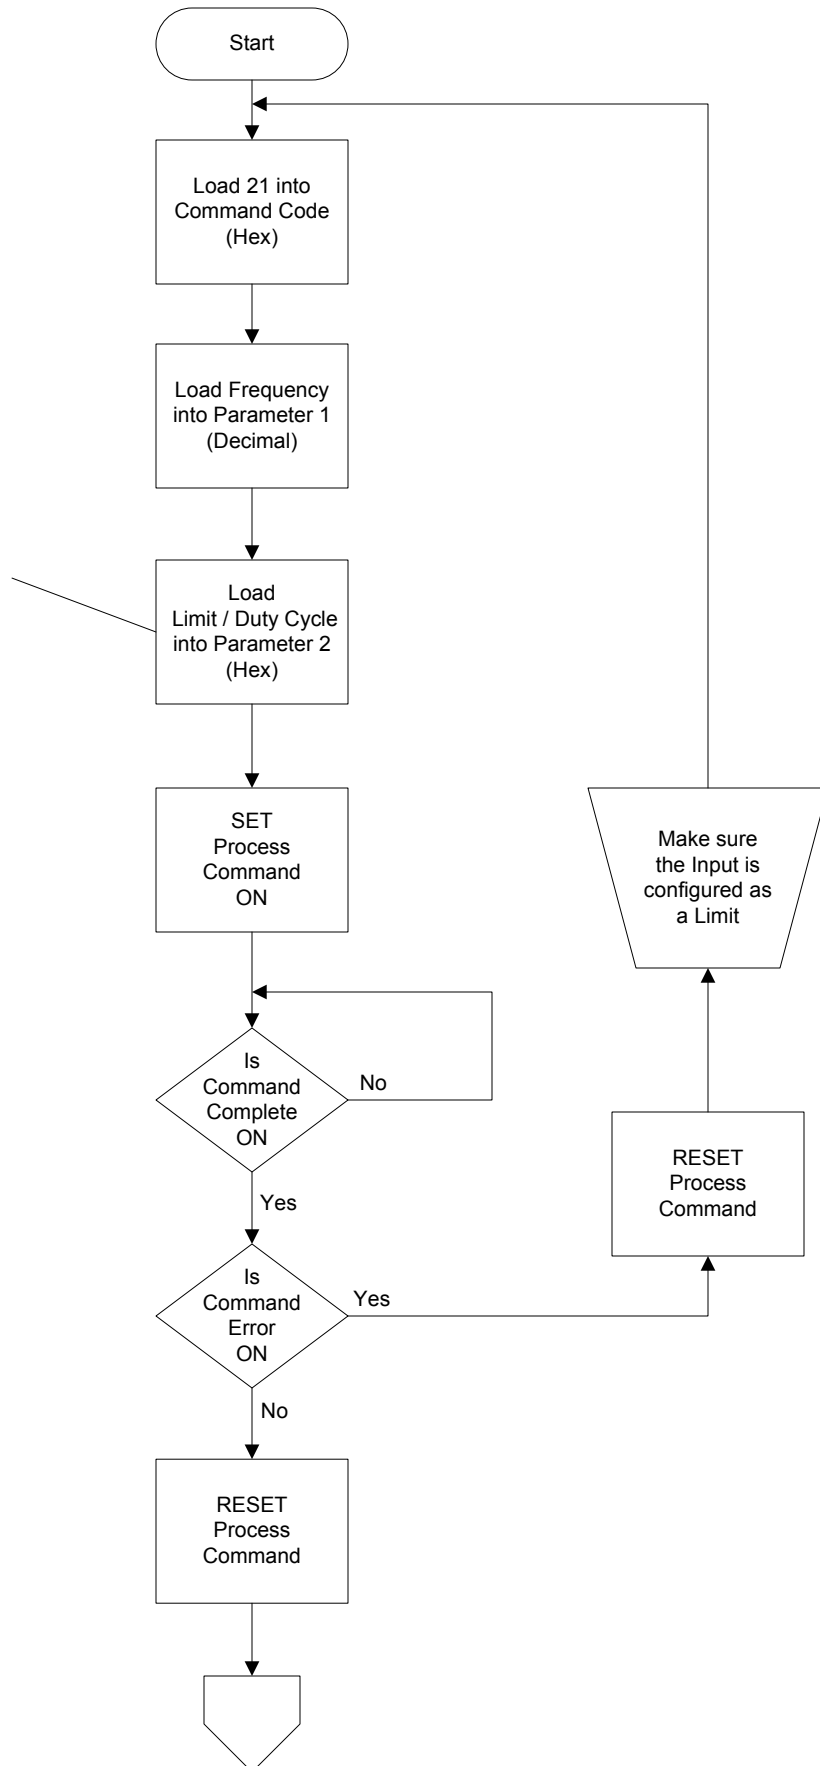 Start
Load 21 into
Command Code
(Hex)
Load Frequency
into Parameter 1
(Decimal)
Load
Limit / Duty Cycle
into Parameter 2
(Hex)
SET
Process
Command
ON
Is
Command
Complete
ON
No
Yes
Is
Command
Error
ON
Yes
No
RESET
Process
Command
RESET
Process
Command
Make sure
the Input is
configured as
a Limit